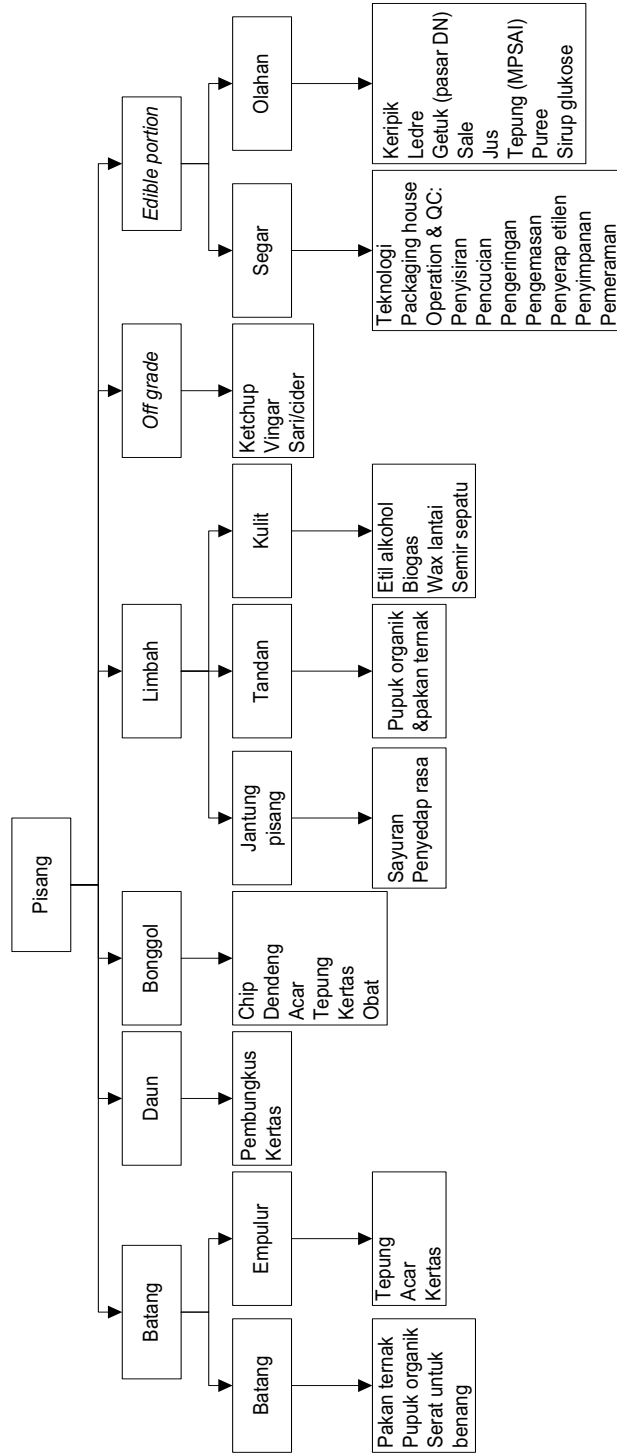 Pisang
Batang
Daun
Bonggol
Limbah
Off grade
Edible portion
Batang
Empulur
Pembungkus
Kertas
Chip
Dendeng
Acar
Tepung
Kertas
Obat
Jantung
pisang
Tandan
Kulit
Ketchup
Vingar
Sari/cider
Segar
Olahan
Pakan ternak
Pupuk organik
Serat untuk
benang
Tepung
Acar
Kertas
Sayuran
Penyedap rasa
Pupuk organik
&pakan ternak
Etil alkohol
Biogas
Wax lantai
Semir sepatu
Teknologi
Packaging house
Operation & QC:
Penyisiran
Pencucian
Pengeringan
Pengemasan
Penyerap etilen
Penyimpanan
Pemeraman
Keripik
Ledre
Getuk (pasar DN)
Sale
Jus
Tepung (MPSAI)
Puree
Sirup glukose